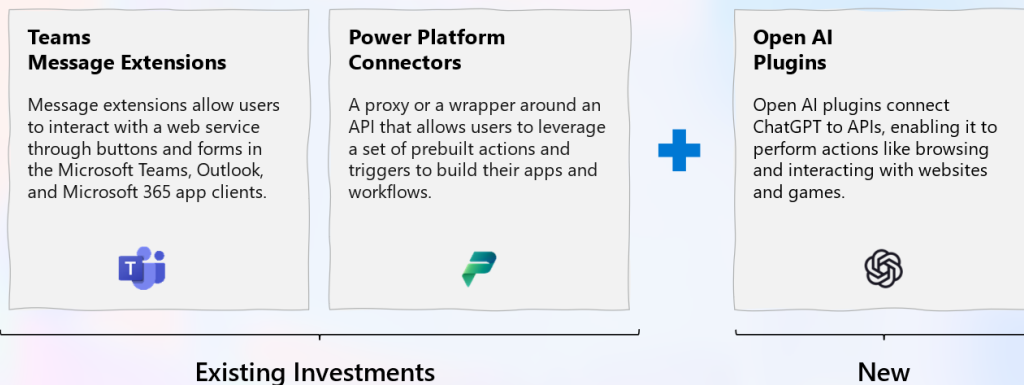 Teams
Message Extensions
Message extensions allow users
to interact with a web service
through buttons and forms in
the Microsoft Teams, Outlook,
and Microsoft 365 app clients.
T
Power Platform
Connectors
A proxy or a wrapper around an
API that allows users to leverage
a set of prebuilt actions and
triggers to build their apps and
workflows.
Open AI
Plugins
Open AI plugins connect
ChatGPT to APIs, enabling it to
perform actions like browsing
and interacting with websites
and games.
Existing Investments
New